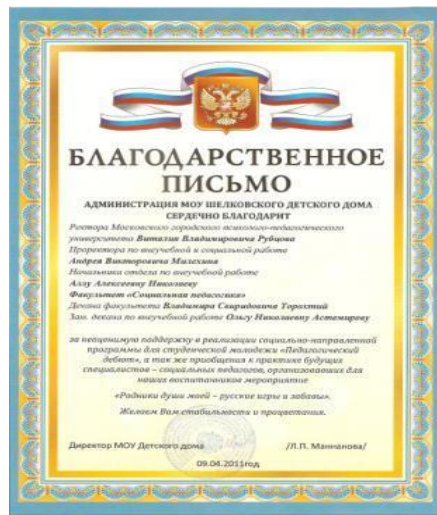 БЛАГОДАРСТВЕННОЕ
ПИСЬМО
АДМИНИСТРАЦИЯ МОУ ШЕЛКОВСКОГО ДЕТСКОГО ДОМА
СЕРДЕЧНО БЛАГОДАРИТ
Ректора Московского городского психолого-педагогического
университета Виталия Владимировича Рубцова
Проректора по внеучебной и социальной работе
Андрея Викторовича Милехина
Начальника отдела по внеучебной работе
Аллу Алексеевну Николаеву
Факультет «Социальная педагогика»
Декана факультета Владимира Свиридовича Торохтий
Зам. декана по внеучебной работе Ольгу Николаевну Астемирову
за неоценимую поддержку в реализации социально-направленной
программы для студенческой молодежи «Педагогический
дебют», а так же приобщения к практике будущих
специалистов – социальных педагогов, организовавших для
наших воспитанников мероприятие
«Родники души моей – русские игры и забавы».
Желаем Вам стабильности и процветания.
Директор МОУ Детского дома /Л.П. Маннанова/
09.04.2011год